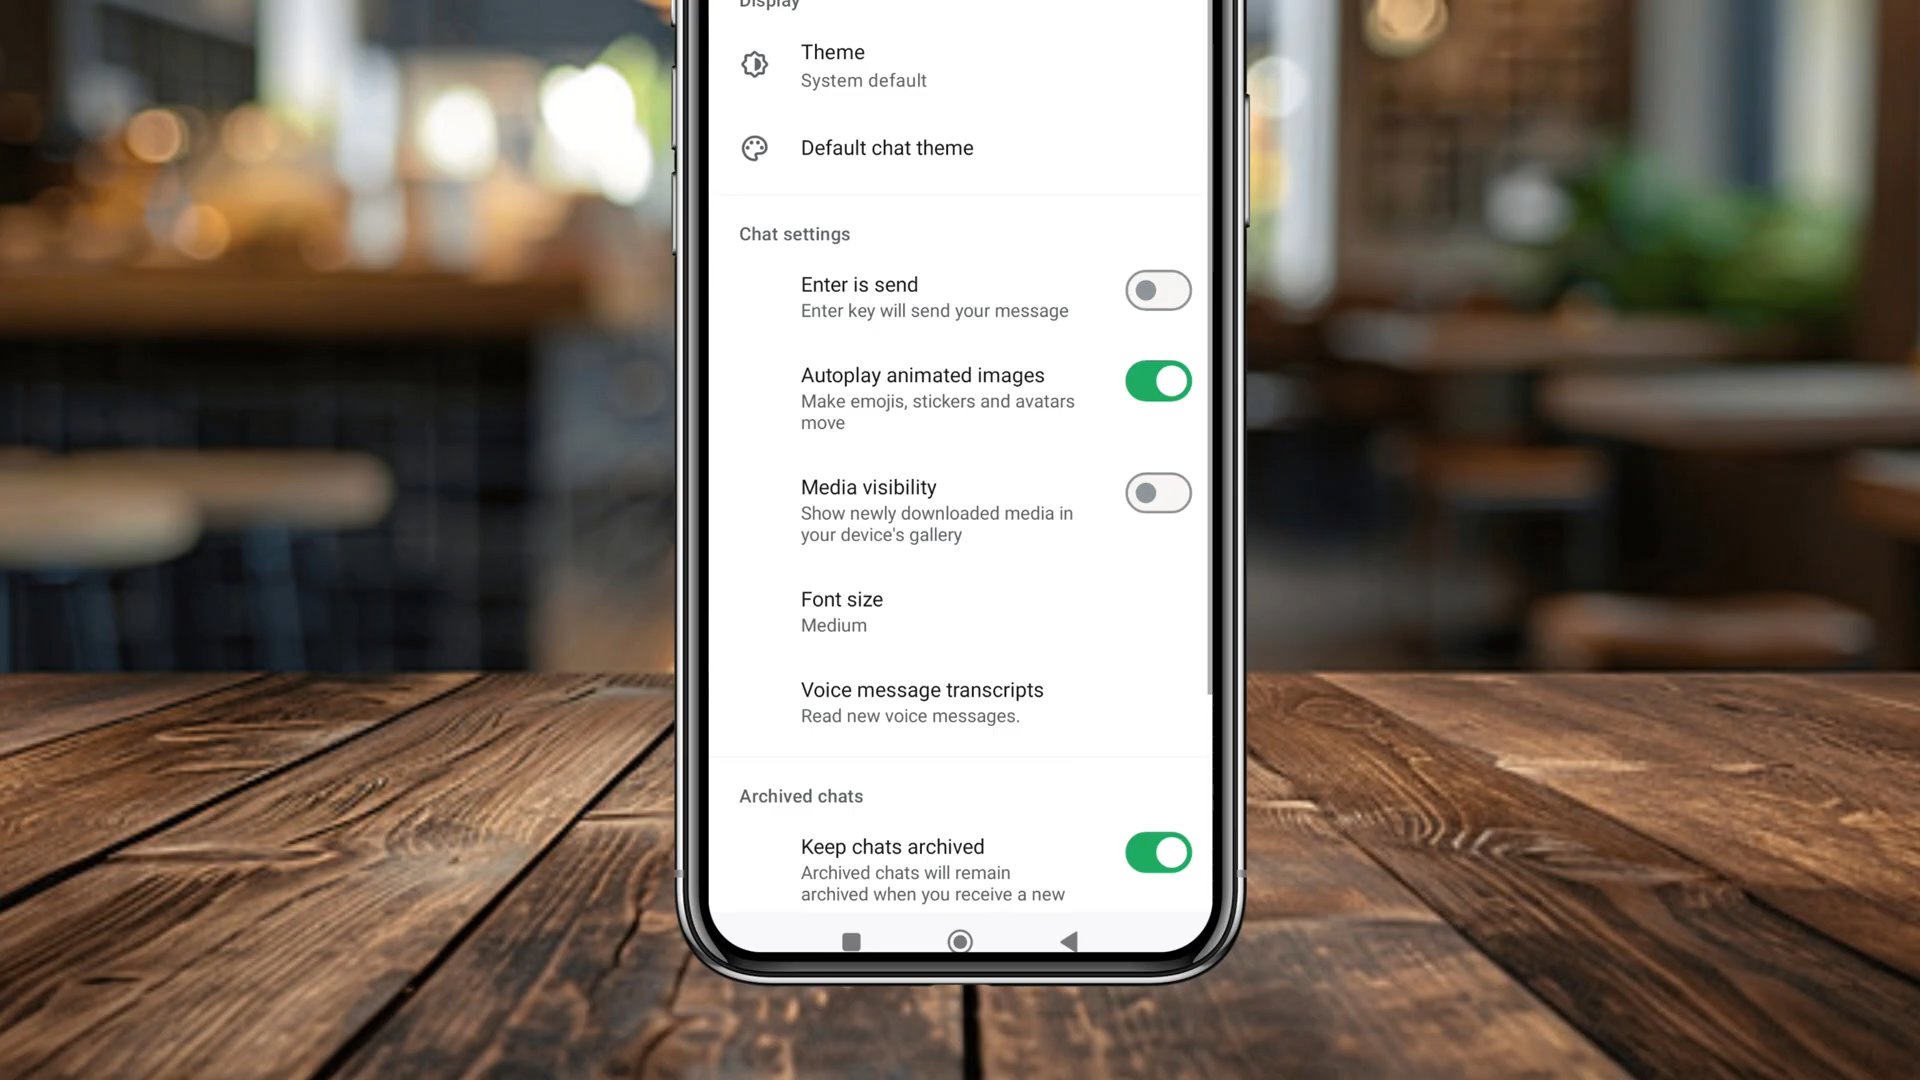 Display
Theme
System default
Default chat theme
Chat settings
Enter is send
Enter key will send your message
Autoplay animated images
Make emojis, stickers and avatars
move
Media visibility
Show newly downloaded media in
your device's gallery
Font size
Medium
Voice message transcripts
Read new voice messages.
Archived chats
Keep chats archived
Archived chats will remain
archived when you receive a new